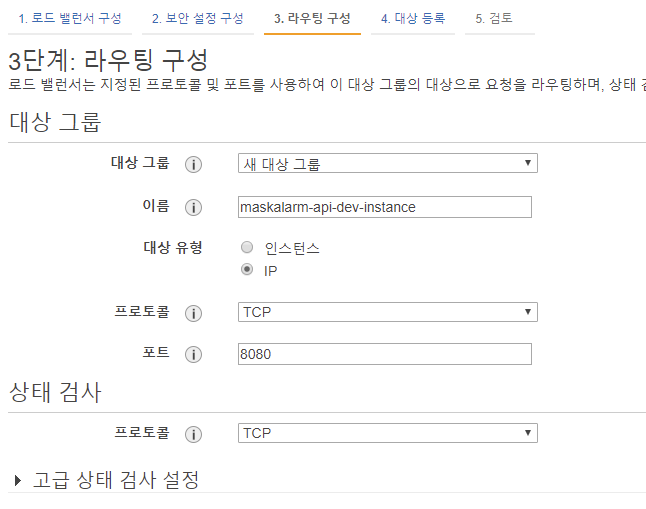 1. 로드 밸런서 구성 2. 보안 설정 구성 3. 라우팅 구성 4. 대상 등록 5. 검토
3단계: 라우팅 구성
로드 밸런서는 지정된 프로토콜 및 포트를 사용하여 이 대상 그룹의 대상으로 요청을 라우팅하며, 상태
대상 그룹
대상 그룹 i 새 대상 그룹
이름 i maskalarm-api-dev-instance
대상 유형 인스턴스
IP
프로토콜 i TCP
포트 i 8080
상태 검사
프로토콜 i TCP
고급 상태 검사 설정